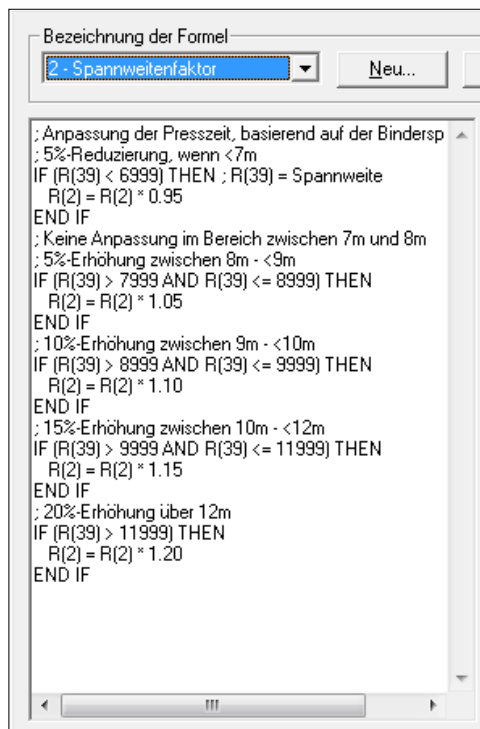 Bezeichnung der Formel
2 - Spannweitenfaktor
Neu...
; Anpassung der Presszeit, basierend auf der Bindersp
; 5%-Reduzierung, wenn <7m
IF (R(39) < 6999) THEN ; R(39) = Spannweite
R(2) = R(2) * 0.95
END IF
; Keine Anpassung im Bereich zwischen 7m und 8m
; 5%-Erhöhung zwischen 8m - <9m
IF (R(39) > 7999 AND R(39) <= 8999) THEN
R(2) = R(2) * 1.05
END IF
; 10%-Erhöhung zwischen 9m - <10m
IF (R(39) > 8999 AND R(39) <= 9999) THEN
R(2) = R(2) * 1.10
END IF
; 15%-Erhöhung zwischen 10m - <12m
IF (R(39) > 9999 AND R(39) <= 11999) THEN
R(2) = R(2) * 1.15
END IF
; 20%-Erhöhung über 12m
IF (R(39) > 11999) THEN
R(2) = R(2) * 1.20
END IF